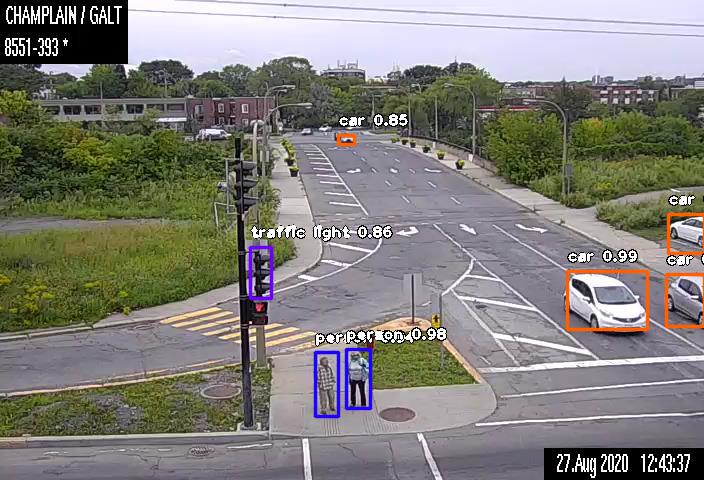 CHAMPLAIN / GALT
8551-393 *
car 0.85
traffic light 0.86
car
car 0.99
car
person 0.98
27.Aug 2020 12:43:37